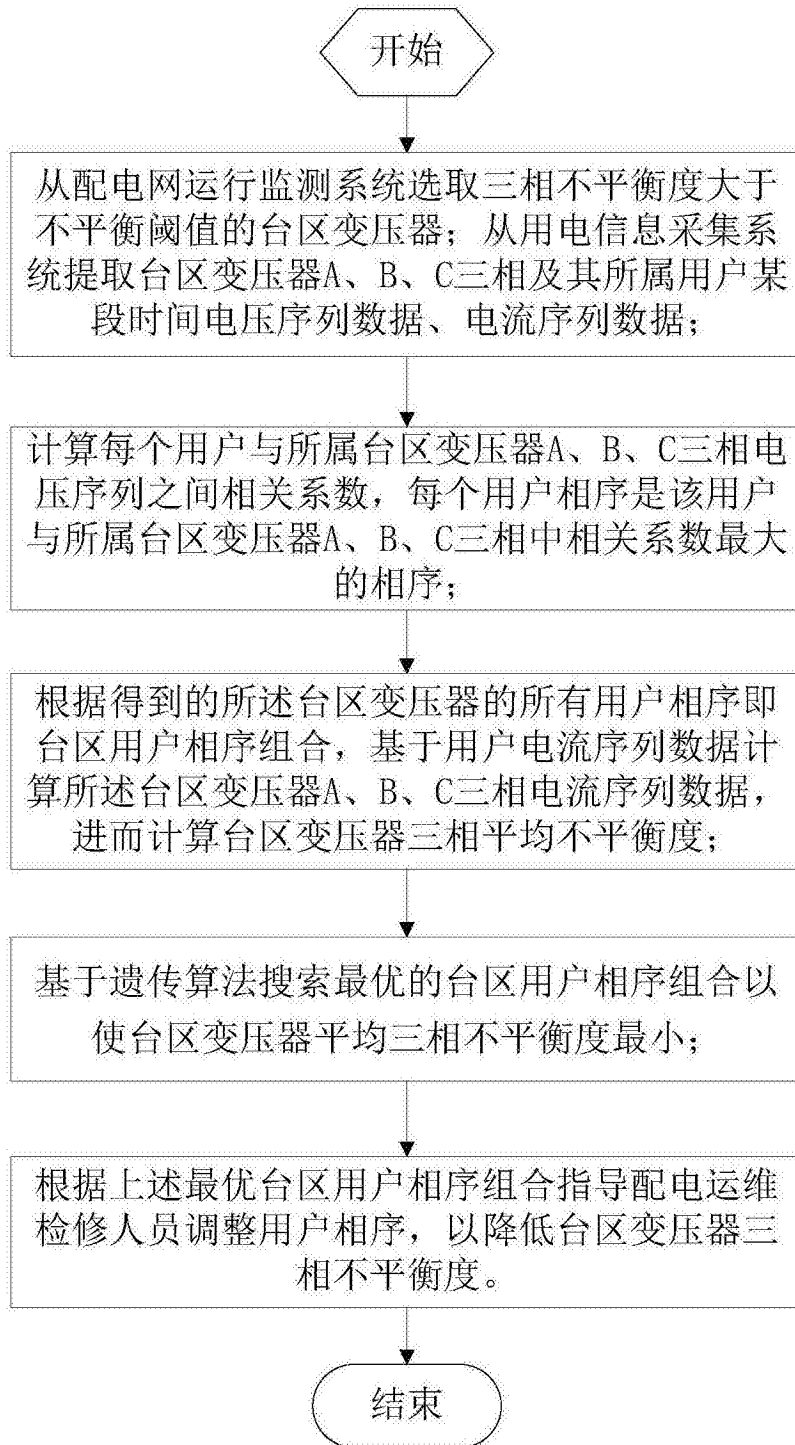 开始
从配电网运行监测系统选取三相不平衡度大于
不平衡阈值的台区变压器；从用电信息采集系
统提取台区变压器A、B、C三相及其所属用户某
段时间电压序列数据、电流序列数据；
计算每个用户与所属台区变压器A、B、C三相电
压序列之间相关系数，每个用户相序是该用户
与所属台区变压器A、B、C三相中相关系数最大
的相序；
根据得到的所述台区变压器的所有用户相序即
台区用户相序组合，基于用户电流序列数据计
算所述台区变压器A、B、C三相电流序列数据，
进而计算台区变压器三相平均不平衡度；
基于遗传算法搜索最优的台区用户相序组合以
使台区变压器平均三相不平衡度最小；
根据上述最优台区用户相序组合指导配电运维
检修人员调整用户相序，以降低台区变压器三
相不平衡度。
结束